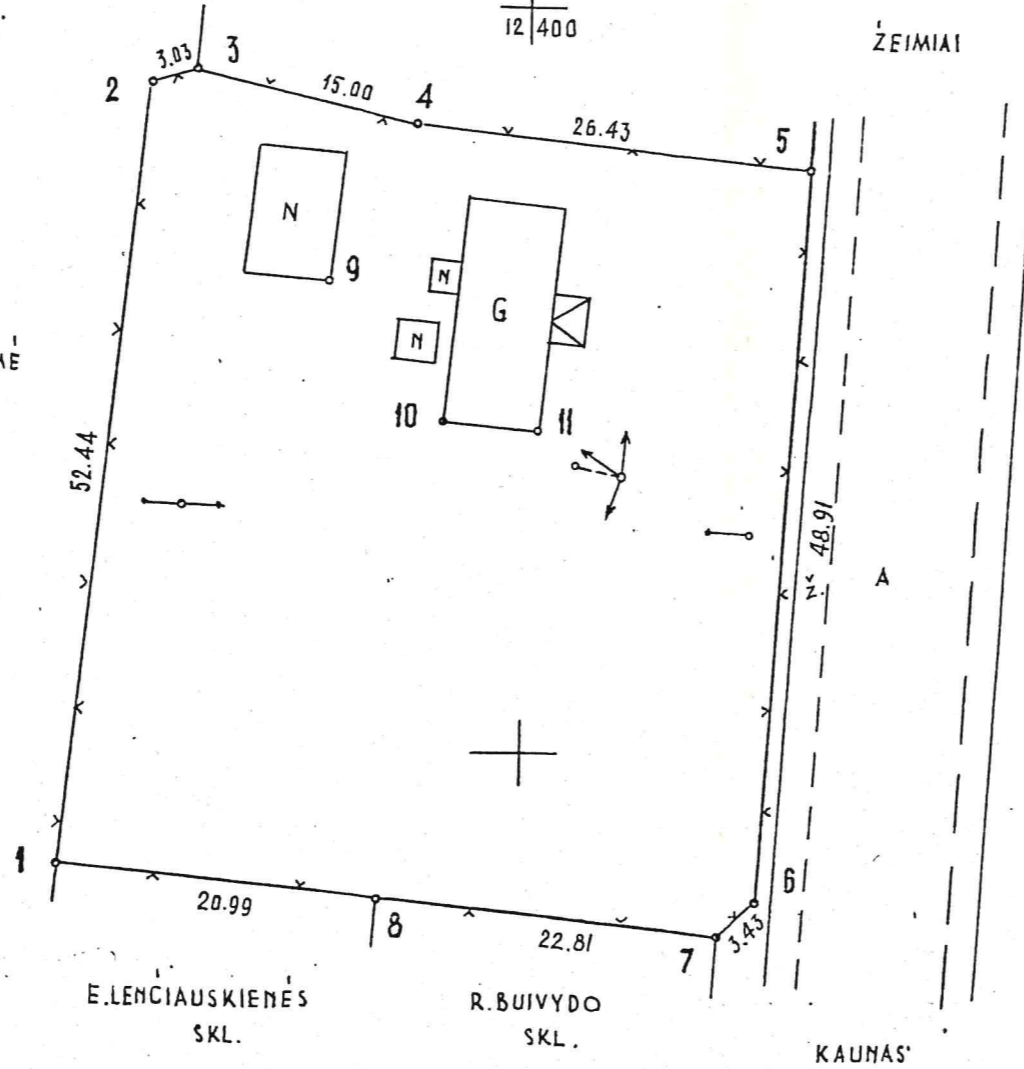 12 400
ŽEIMIAI
3.03
3
2
15.00
4
26.43
5
N
9
N
G
N
10
11
52.44
48.91
Ž.
A
1
20.99
8
22.81
7
3.43
6
E.LENČIAUSKIENĖS
SKL.
R.BUIVYDO
SKL.
KAUNAS